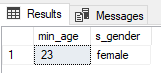 Results Messages
min_age s_gender
1 23 female